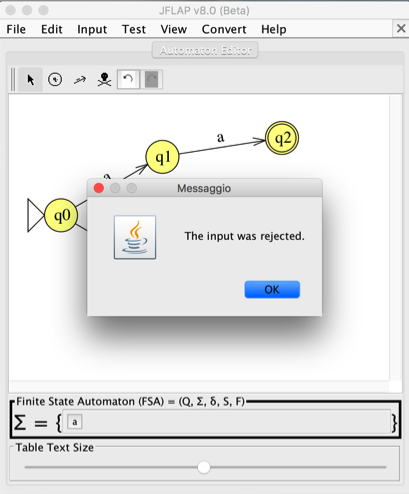 JFLAP v8.0 (Beta)
File Edit Input Test View Convert Help
Automaton Editor
q2
a
q1
a
q0
Messaggio
The input was rejected.
OK
Finite State Automaton (FSA) = (Q, Σ, δ, S, F)
Σ = { a }
Table Text Size